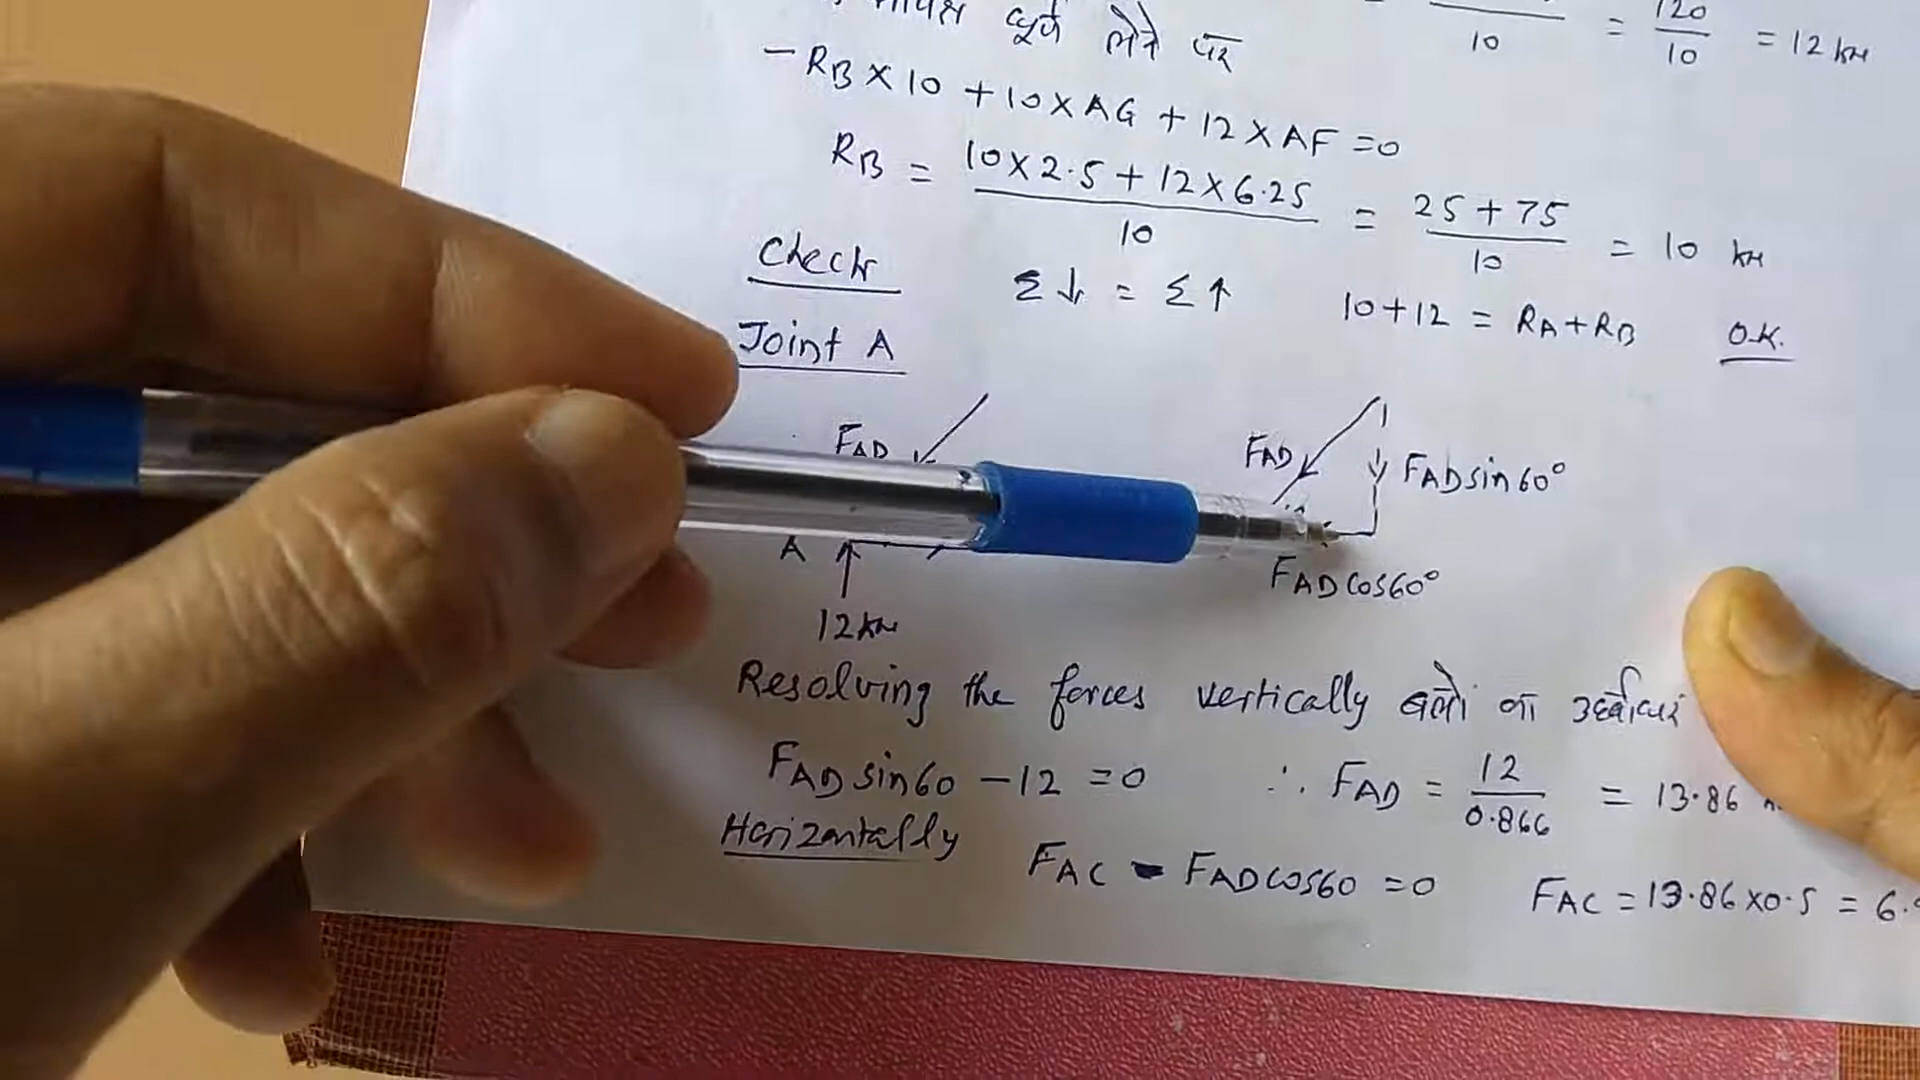 लेने पर
10 = 120/10 = 12 kN
-RB × 10 + 10 × AG + 12 × AF = 0
RB = (10 × 2.5 + 12 × 6.25)/10 = (25 + 75)/10 = 10 kN
Check Σ↓ = Σ↑ 10 + 12 = RA + RB O.K.
Joint A
FAD
A
12 kN
FAD
FAD sin 60°
FAD cos 60°
Resolving the forces vertically बलों का
FAD sin 60 - 12 = 0 ∴ FAD = 12/0.866 = 13.86
Horizontally FAC - FAD cos 60 = 0 FAC = 13.86 × 0.5 = 6.